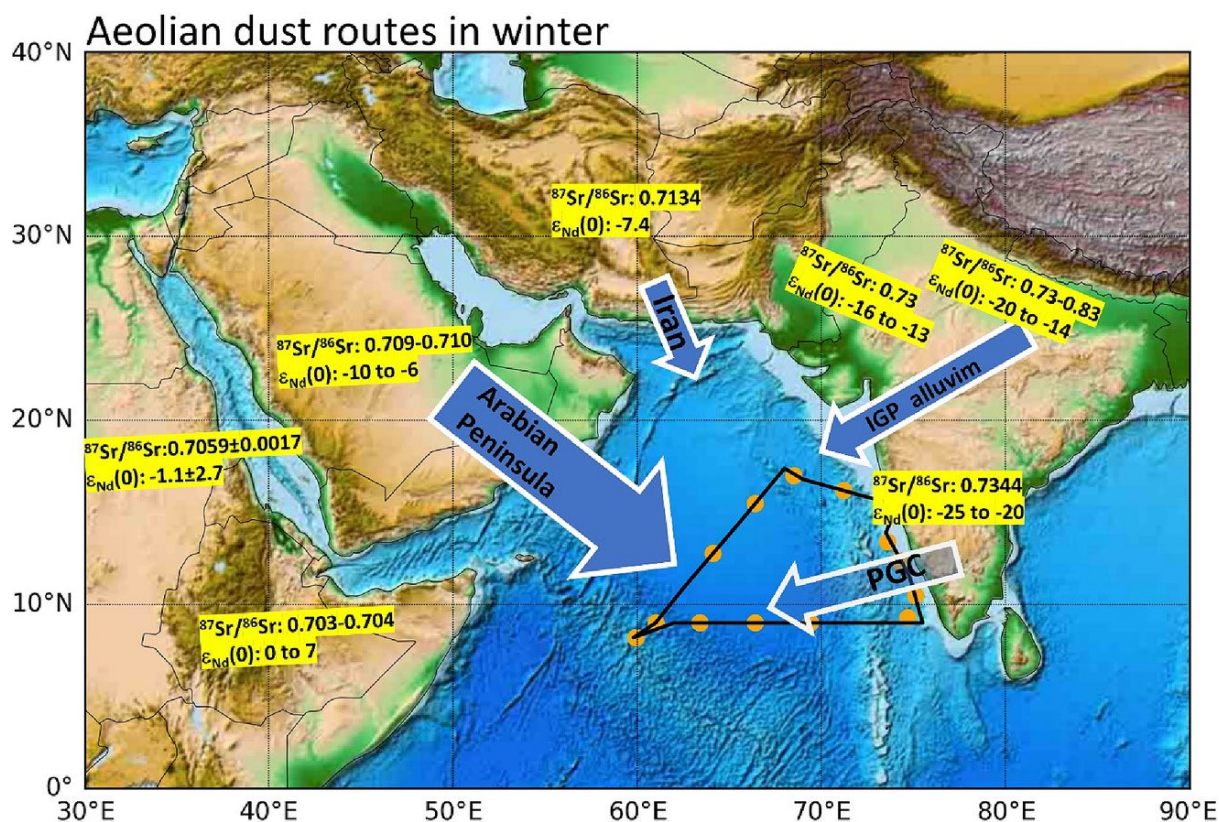 Aeolian dust routes in winter
40°N
30°N
20°N
10°N
0°
⁸⁷Sr/⁸⁶Sr: 0.7134
εNd(0): -7.4
⁸⁷Sr/⁸⁶Sr: 0.73
εNd(0): -16 to -13
⁸⁷Sr/⁸⁶Sr: 0.73-0.83
εNd(0): -20 to -14
Iran
⁸⁷Sr/⁸⁶Sr: 0.709-0.710
εNd(0): -10 to -6
Arabian
Peninsula
IGP alluvim
⁸⁷Sr/⁸⁶Sr:0.7059±0.0017
εNd(0): -1.1±2.7
⁸⁷Sr/⁸⁶Sr: 0.7344
εNd(0): -25 to -20
PGC
⁸⁷Sr/⁸⁶Sr: 0.703-0.704
εNd(0): 0 to 7
30°E
40°E
50°E
60°E
70°E
80°E
90°E